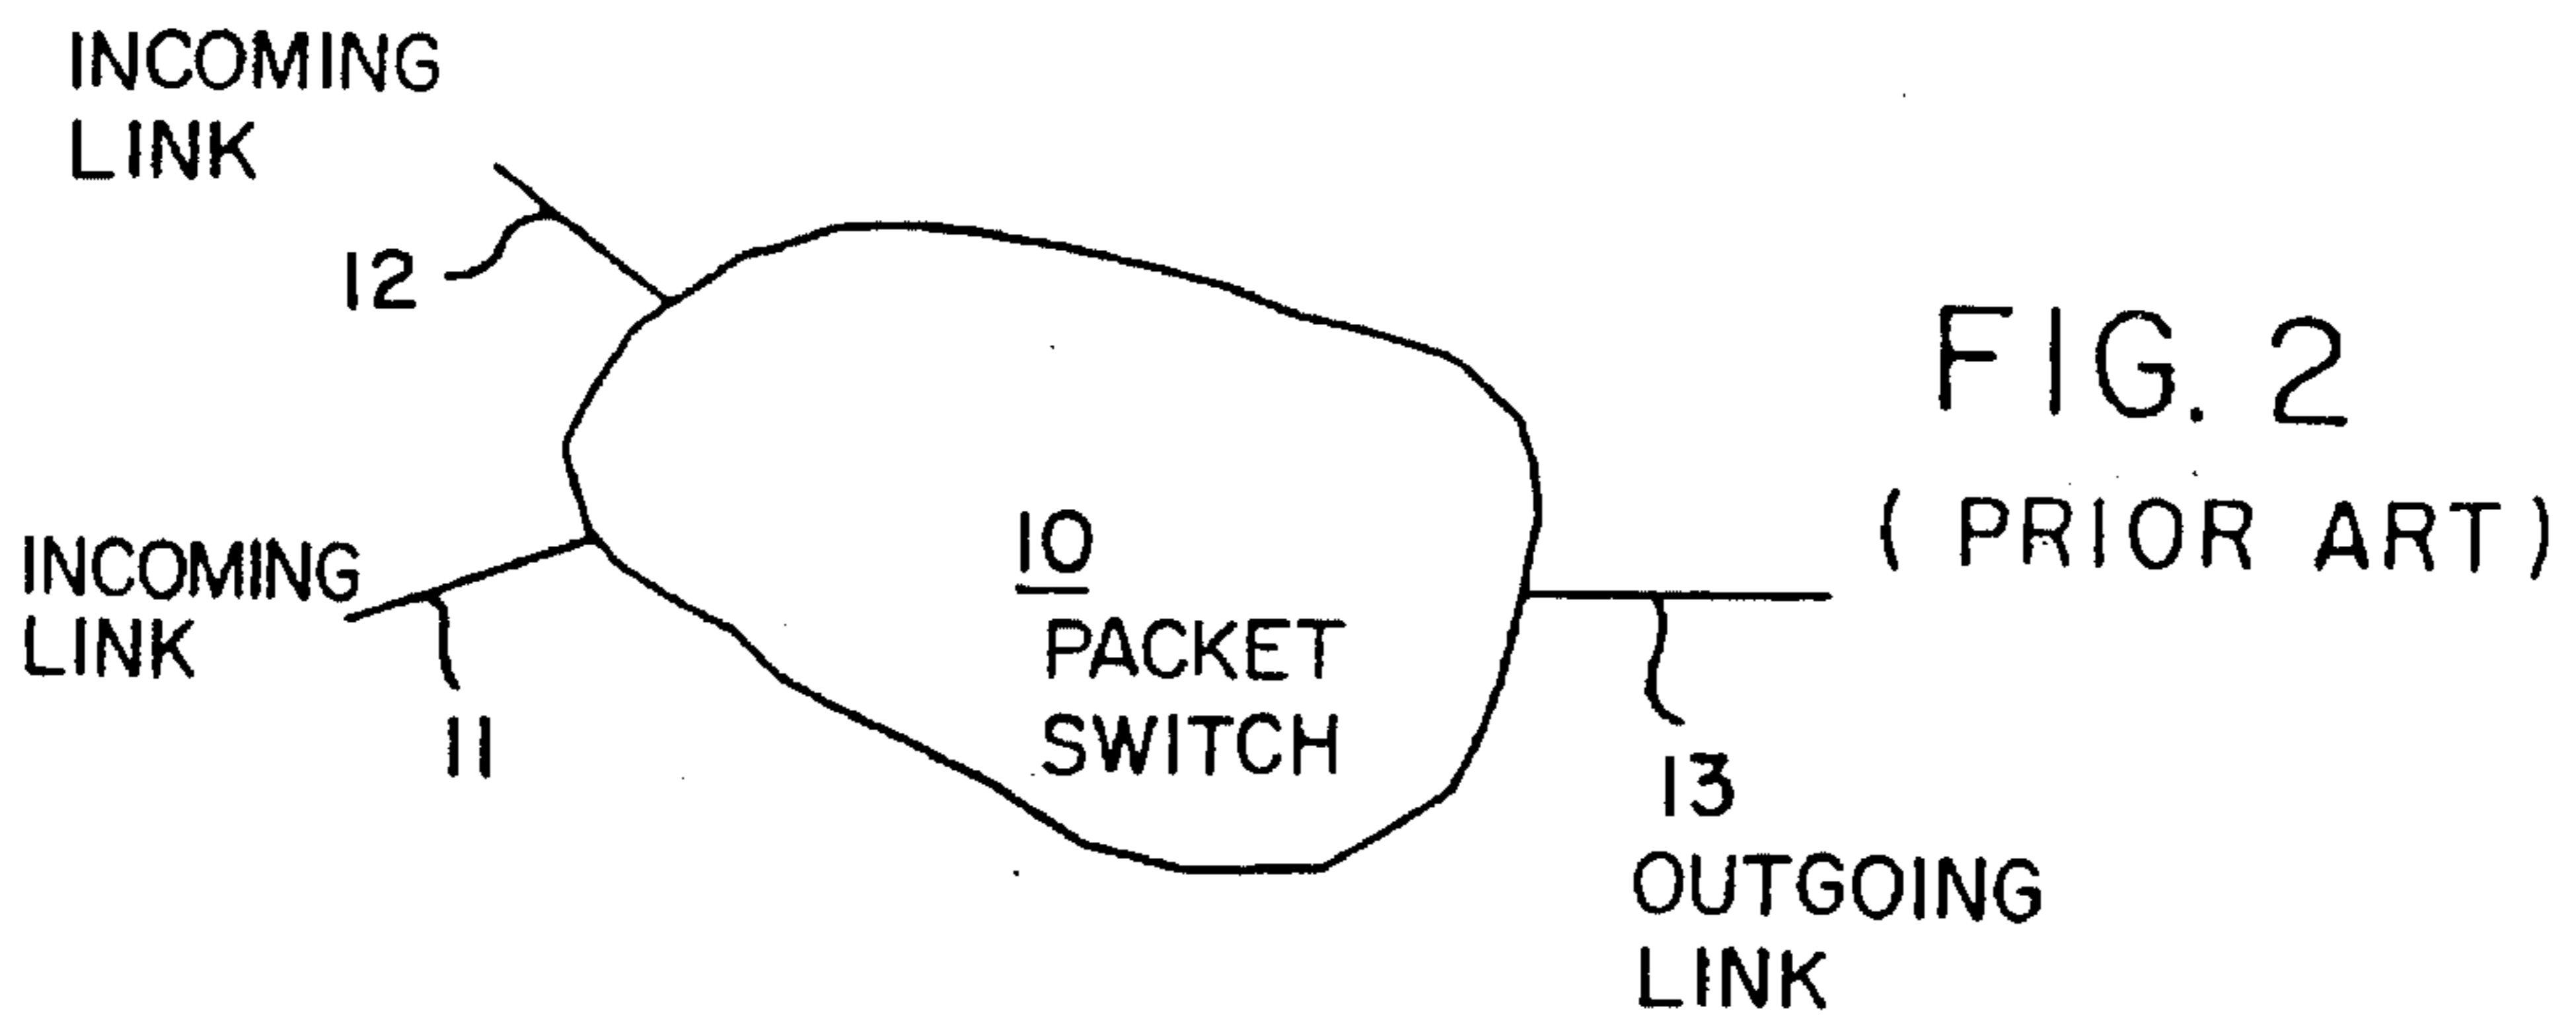 INCOMING
LINK
12
INCOMING
LINK
11
10
PACKET
SWITCH
13
OUTGOING
LINK
FIG. 2
(PRIOR ART)